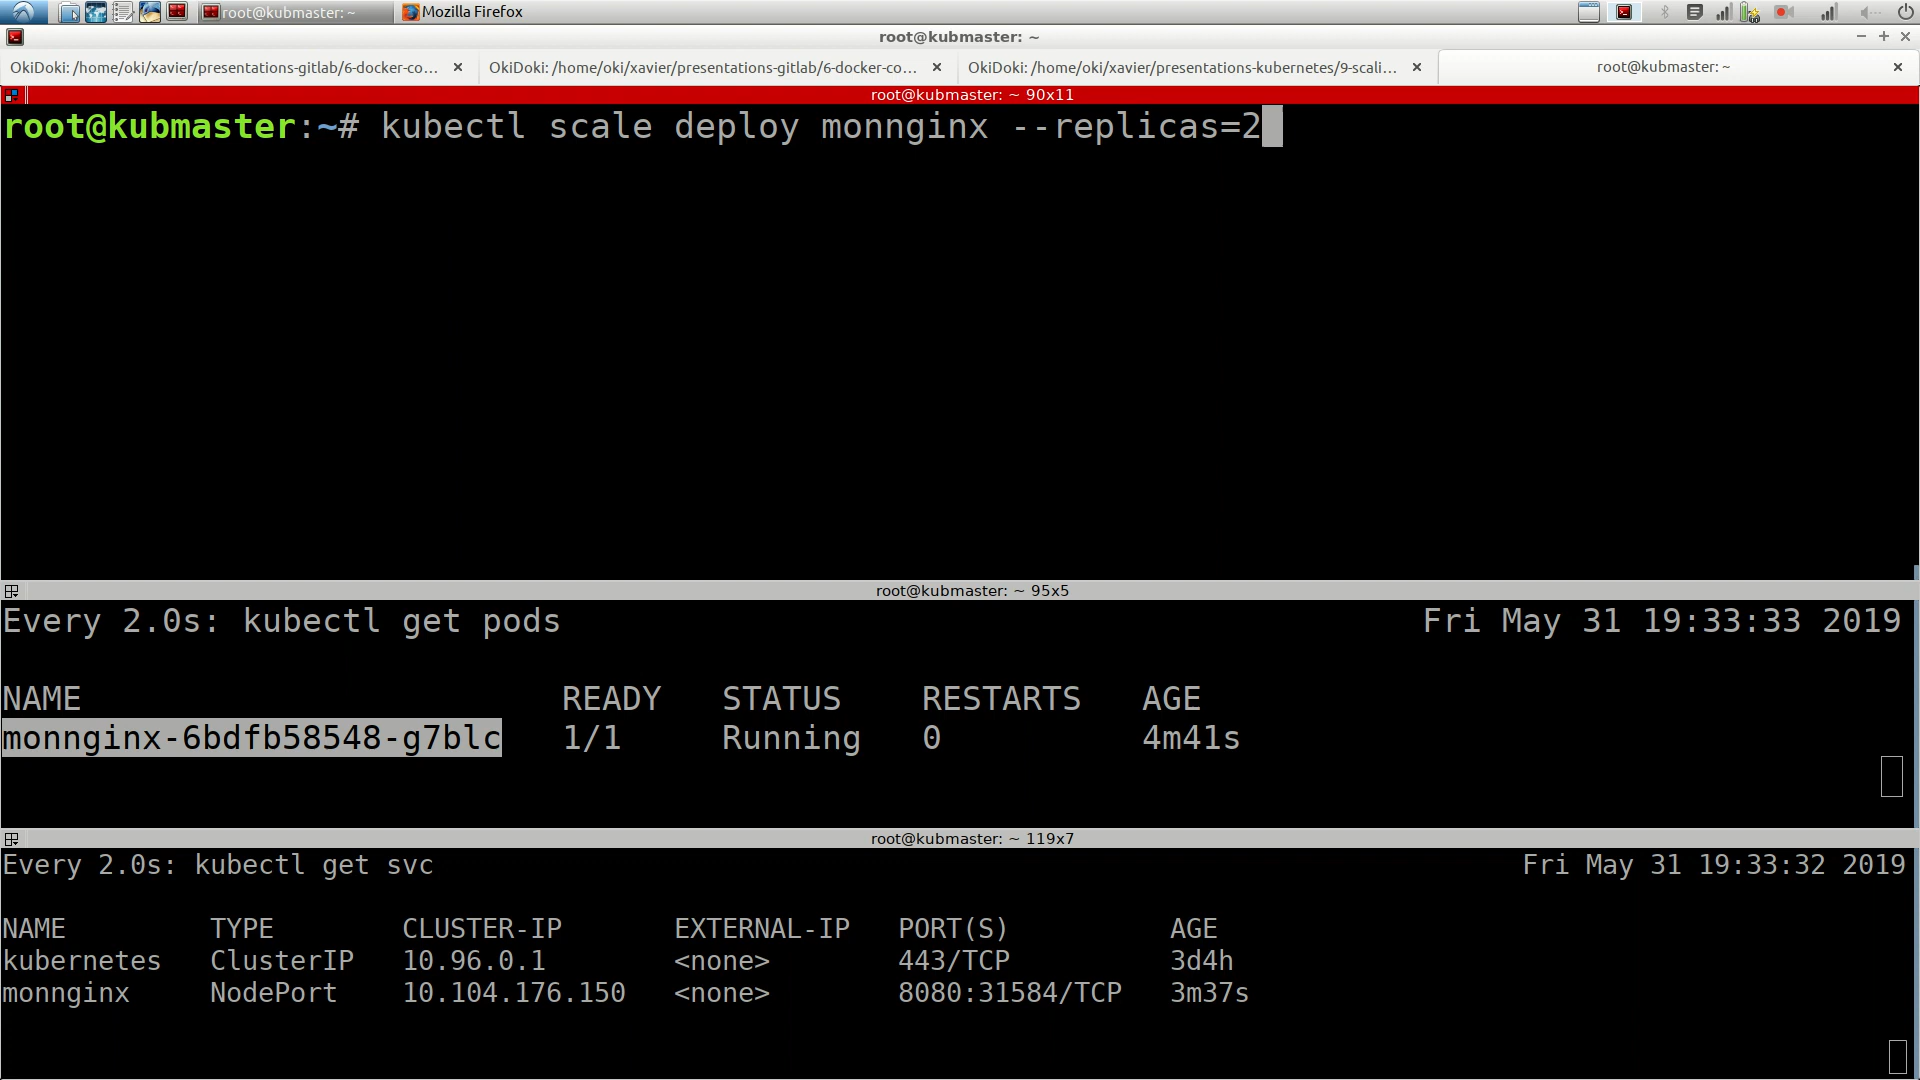 root@kubmaster: ~
Mozilla Firefox
root@kubmaster: ~
OkiDoki: /home/oki/xavier/presentations-gitlab/6-docker-co...
OkiDoki: /home/oki/xavier/presentations-gitlab/6-docker-co...
OkiDoki: /home/oki/xavier/presentations-kubernetes/9-scali...
root@kubmaster: ~
root@kubmaster: ~ 90x11
root@kubmaster:~# kubectl scale deploy monnginx --replicas=2
root@kubmaster: ~ 95x5
Every 2.0s: kubectl get pods Fri May 31 19:33:33 2019
NAME READY STATUS RESTARTS AGE
monnginx-6bdfb58548-g7blc 1/1 Running 0 4m41s
root@kubmaster: ~ 119x7
Every 2.0s: kubectl get svc Fri May 31 19:33:32 2019
NAME TYPE CLUSTER-IP EXTERNAL-IP PORT(S) AGE
kubernetes ClusterIP 10.96.0.1 <none> 443/TCP 3d4h
monnginx NodePort 10.104.176.150 <none> 8080:31584/TCP 3m37s